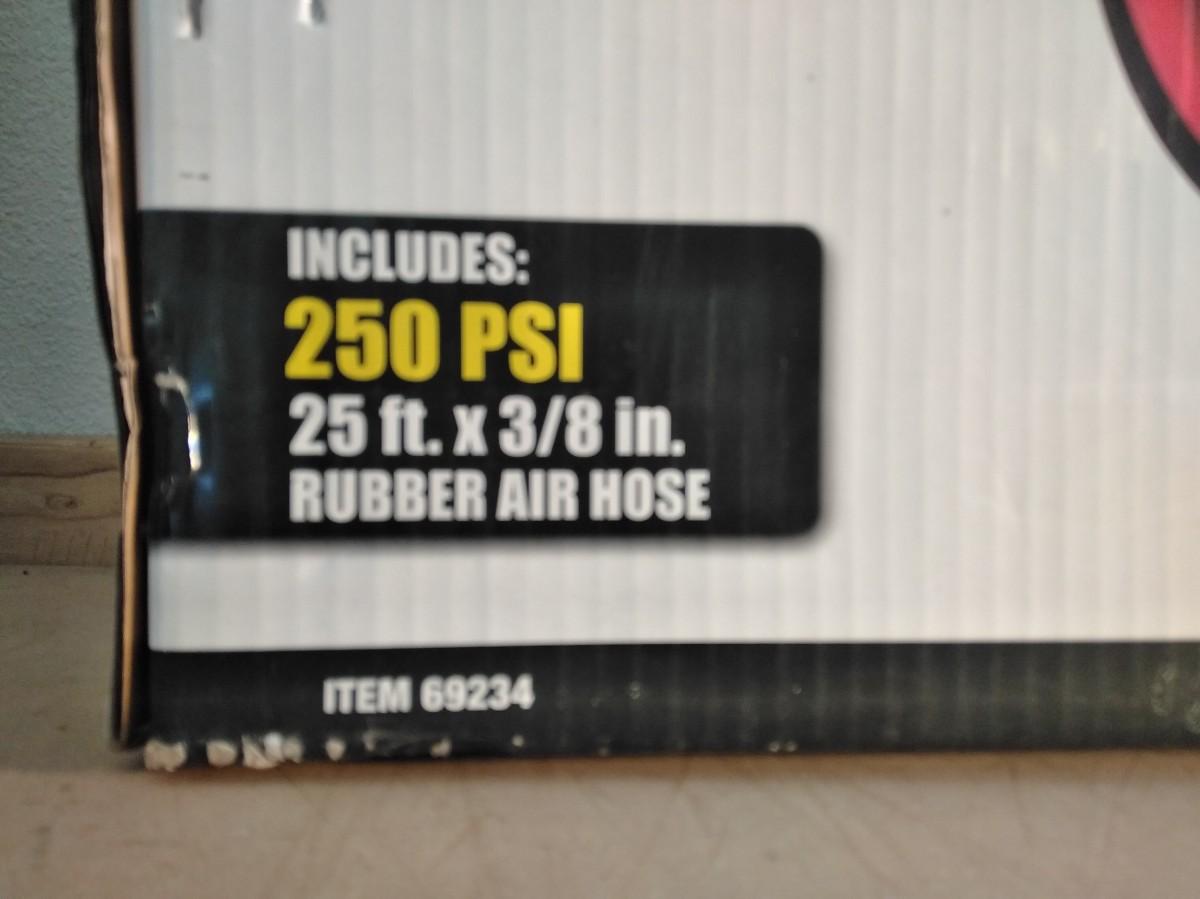 INCLUDES:
250 PSI
25 ft. x 3/8 in.
RUBBER AIR HOSE
ITEM 69234